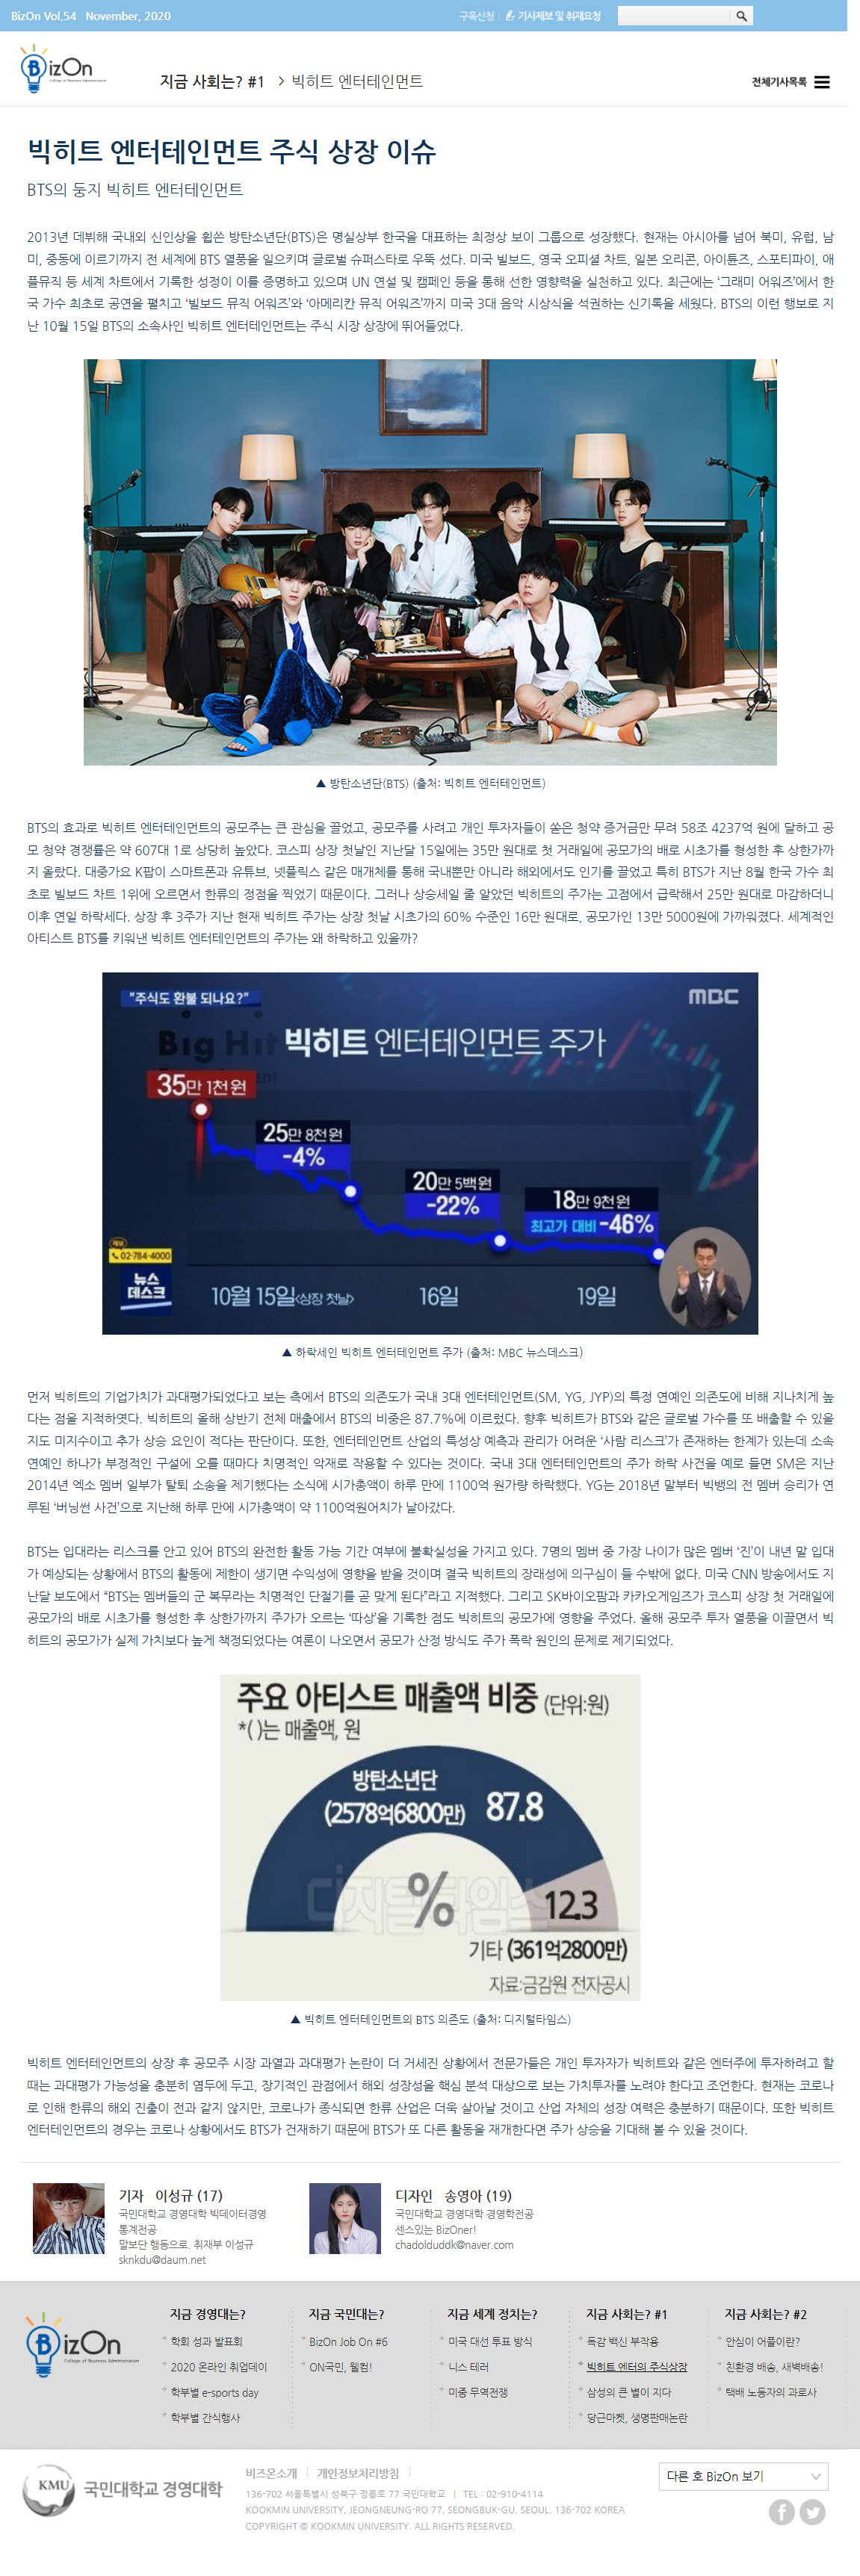 BizOn Vol.54 November, 2020
구독신청 기사제보 및 취재요청
BizOn
College of Business Administration
지금 사회는? #1 > 빅히트 엔터테인먼트
전체기사목록
빅히트 엔터테인먼트 주식 상장 이슈
BTS의 둥지 빅히트 엔터테인먼트
2013년 데뷔해 국내외 신인상을 휩쓴 방탄소년단(BTS)은 명실상부 한국을 대표하는 최정상 보이 그룹으로 성장했다. 현재는 아시아를 넘어 북미, 유럽, 남
미, 중동에 이르기까지 전 세계에 BTS 열풍을 일으키며 글로벌 슈퍼스타로 우뚝 섰다. 미국 빌보드, 영국 오피셜 차트, 일본 오리콘, 아이튠즈, 스포티파이, 애
플뮤직 등 세계 차트에서 기록한 성정이 이를 증명하고 있으며 UN 연설 및 캠페인 등을 통해 선한 영향력을 실천하고 있다. 최근에는 ‘그래미 어워즈’에서 한
국 가수 최초로 공연을 펼치고 ‘빌보드 뮤직 어워즈’와 ‘아메리칸 뮤직 어워즈’까지 미국 3대 음악 시상식을 석권하는 신기록을 세웠다. BTS의 이런 행보로 지
난 10월 15일 BTS의 소속사인 빅히트 엔터테인먼트는 주식 시장 상장에 뛰어들었다.
▲ 방탄소년단(BTS) (출처: 빅히트 엔터테인먼트)
BTS의 효과로 빅히트 엔터테인먼트의 공모주는 큰 관심을 끌었고, 공모주를 사려고 개인 투자자들이 쏟은 청약 증거금만 무려 58조 4237억 원에 달하고 공
모 청약 경쟁률은 약 607대 1로 상당히 높았다. 코스피 상장 첫날인 지난달 15일에는 35만 원대로 첫 거래일에 공모가의 배로 시초가를 형성한 후 상한가까
지 올랐다. 대중가요 K팝이 스마트폰과 유튜브, 넷플릭스 같은 매개체를 통해 국내뿐만 아니라 해외에서도 인기를 끌었고 특히 BTS가 지난 8월 한국 가수 최
초로 빌보드 차트 1위에 오르면서 한류의 정점을 찍었기 때문이다. 그러나 상승세일 줄 알았던 빅히트의 주가는 고점에서 급락해서 25만 원대로 마감하더니
이후 연일 하락세다. 상장 후 3주가 지난 현재 빅히트 주가는 상장 첫날 시초가의 60% 수준인 16만 원대로, 공모가인 13만 5000원에 가까워졌다. 세계적인
아티스트 BTS를 키워낸 빅히트 엔터테인먼트의 주가는 왜 하락하고 있을까?
"주식도 환불 되나요?"
MBC
Big Hit
빅히트 엔터테인먼트 주가
35만 1천원
25만 8천원
-4%
20만 5백원
-22%
18만 9천원
최고가 대비 -46%
제보
02-784-4000
뉴스
데스크
10월 15일<상장 첫날> 16일 19일
▲ 하락세인 빅히트 엔터테인먼트 주가 (출처: MBC 뉴스데스크)
먼저 빅히트의 기업가치가 과대평가되었다고 보는 측에서 BTS의 의존도가 국내 3대 엔터테인먼트(SM, YG, JYP)의 특정 연예인 의존도에 비해 지나치게 높
다는 점을 지적하엿다. 빅히트의 올해 상반기 전체 매출에서 BTS의 비중은 87.7%에 이르렀다. 향후 빅히트가 BTS와 같은 글로벌 가수를 또 배출할 수 있을
지도 미지수이고 추가 상승 요인이 적다는 판단이다. 또한, 엔터테인먼트 산업의 특성상 예측과 관리가 어려운 ‘사람 리스크’가 존재하는 한계가 있는데 소속
연예인 하나가 부정적인 구설에 오를 때마다 치명적인 악재로 작용할 수 있다는 것이다. 국내 3대 엔터테인먼트의 주가 하락 사건을 예로 들면 SM은 지난
2014년 엑소 멤버 일부가 탈퇴 소송을 제기했다는 소식에 시가총액이 하루 만에 1100억 원가량 하락했다. YG는 2018년 말부터 빅뱅의 전 멤버 승리가 연
루된 ‘버닝썬 사건’으로 지난해 하루 만에 시가총액이 약 1100억원어치가 날아갔다.
BTS는 입대라는 리스크를 안고 있어 BTS의 완전한 활동 가능 기간 여부에 불확실성을 가지고 있다. 7명의 멤버 중 가장 나이가 많은 멤버 ‘진’이 내년 말 입대
가 예상되는 상황에서 BTS의 활동에 제한이 생기면 수익성에 영향을 받을 것이며 결국 빅히트의 장래성에 의구심이 들 수밖에 없다. 미국 CNN 방송에서도 지
난달 보도에서 “BTS는 멤버들의 군 복무라는 치명적인 단절기를 곧 맞게 된다”라고 지적했다. 그리고 SK바이오팜과 카카오게임즈가 코스피 상장 첫 거래일에
공모가의 배로 시초가를 형성한 후 상한가까지 주가가 오르는 ‘따상’을 기록한 점도 빅히트의 공모가에 영향을 주었다. 올해 공모주 투자 열풍을 이끌면서 빅
히트의 공모가가 실제 가치보다 높게 책정되었다는 여론이 나오면서 공모가 산정 방식도 주가 폭락 원인의 문제로 제기되었다.
주요 아티스트 매출액 비중 (단위:원)
*( )는 매출액, 원
방탄소년단
(2578억6800만) 87.8
디지털타임스
% 12.3
기타 (361억2800만)
자료:금감원 전자공시
▲ 빅히트 엔터테인먼트의 BTS 의존도 (출처: 디지털타임스)
빅히트 엔터테인먼트의 상장 후 공모주 시장 과열과 과대평가 논란이 더 거세진 상황에서 전문가들은 개인 투자자가 빅히트와 같은 엔터주에 투자하려고 할
때는 과대평가 가능성을 충분히 염두에 두고, 장기적인 관점에서 해외 성장성을 핵심 분석 대상으로 보는 가치투자를 노려야 한다고 조언한다. 현재는 코로나
로 인해 한류의 해외 진출이 전과 같지 않지만, 코로나가 종식되면 한류 산업은 더욱 살아날 것이고 산업 자체의 성장 여력은 충분하기 때문이다. 또한 빅히트
엔터테인먼트의 경우는 코로나 상황에서도 BTS가 건재하기 때문에 BTS가 또 다른 활동을 재개한다면 주가 상승을 기대해 볼 수 있을 것이다.
기자 이성규 (17)
국민대학교 경영대학 빅데이터경영
통계전공
말보단 행동으로. 취재부 이성규
sknkdu@daum.net
디자인 송영아 (19)
국민대학교 경영대학 경영학전공
센스있는 BizOner!
chadolduddk@naver.com
BizOn
College of Business Administration
지금 경영대는?
학회 성과 발표회
2020 온라인 취업데이
학부별 e-sports day
학부별 간식행사
지금 국민대는?
BizOn Job On #6
ON국민, 웰컴!
지금 세계 정치는?
미국 대선 투표 방식
니스 테러
미중 무역전쟁
지금 사회는? #1
독감 백신 부작용
빅히트 엔터의 주식상장
삼성의 큰 별이 지다
당근마켓, 생명판매논란
지금 사회는? #2
안심이 어플이란?
친환경 배송, 새벽배송!
택배 노동자의 과로사
KMU 국민대학교 경영대학
비즈온소개 | 개인정보처리방침 |
136-702 서울특별시 성북구 정릉로 77 국민대학교 | TEL : 02-910-4114
KOOKMIN UNIVERSITY, JEONGNEUNG-RO 77, SEONGBUK-GU, SEOUL, 136-702 KOREA
COPYRIGHT © KOOKMIN UNIVERSITY. ALL RIGHTS RESERVED.
다른 호 BizOn 보기